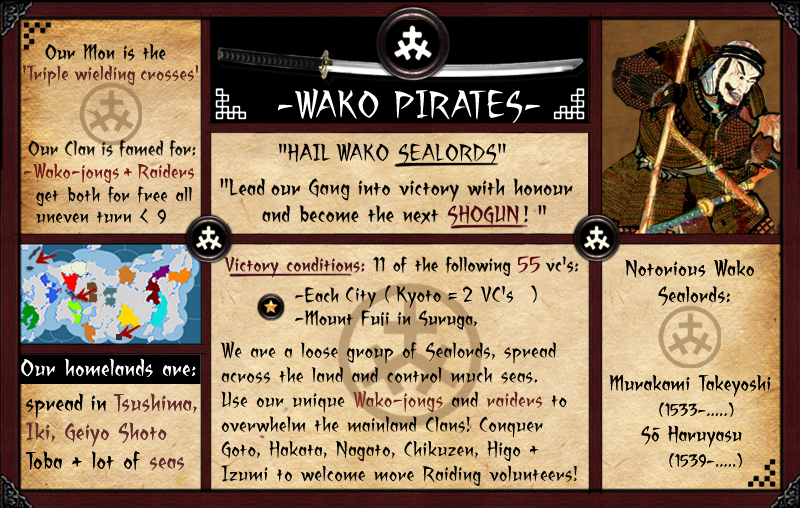 Our Mon is the
'Triple wielding crosses'
Our Clan is famed for:
-Wako-jongs + Raiders
get both for free all
uneven turn < 9
-WAKO PIRATES-
"HAIL WAKO SEALORDS"
"Lead our Gang into victory with honour
and become the next SHOGUN! "
Our homelands are:
spread in Tsushima,
Iki, Geiyo Shoto
Toba + lot of seas
Victory conditions: 11 of the following 55 vc's:
-Each City ( Kyoto = 2 VC's )
-Mount Fuji in Suruga,
We are a loose group of Sealords, spread
across the land and control much seas.
Use our unique Wako-jongs and raiders to
overwhelm the mainland Clans! Conquer
Goto, Hakata, Nagato, Chikuzen, Higo +
Izumi to welcome more Raiding volunteers!
Notorious Wako
Sealords:
Murakami Takeyoshi
(1533-.....)
Sō Haruyasu
(1539-.....)